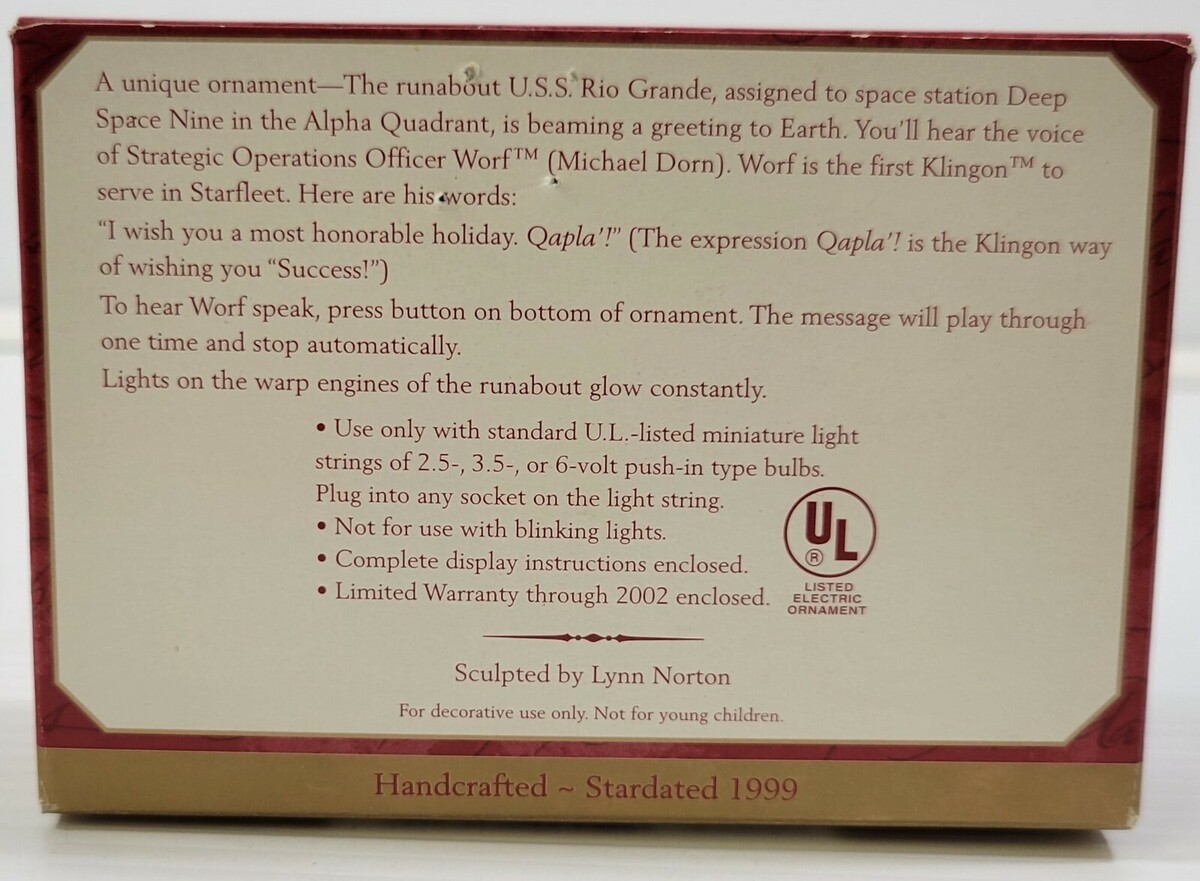 A unique ornament—The runabout U.S.S. Rio Grande, assigned to space station Deep
Space Nine in the Alpha Quadrant, is beaming a greeting to Earth. You'll hear the voice
of Strategic Operations Officer Worf™ (Michael Dorn). Worf is the first Klingon™ to
serve in Starfleet. Here are his words:
"I wish you a most honorable holiday. Qapla'!" (The expression Qapla'! is the Klingon way
of wishing you "Success!")
To hear Worf speak, press button on bottom of ornament. The message will play through
one time and stop automatically.
Lights on the warp engines of the runabout glow constantly.
• Use only with standard U.L.-listed miniature light
strings of 2.5-, 3.5-, or 6-volt push-in type bulbs.
Plug into any socket on the light string.
• Not for use with blinking lights.
• Complete display instructions enclosed.
• Limited Warranty through 2002 enclosed.
UL
®
LISTED
ELECTRIC
ORNAMENT
Sculpted by Lynn Norton
For decorative use only. Not for young children.
Handcrafted ~ Stardated 1999